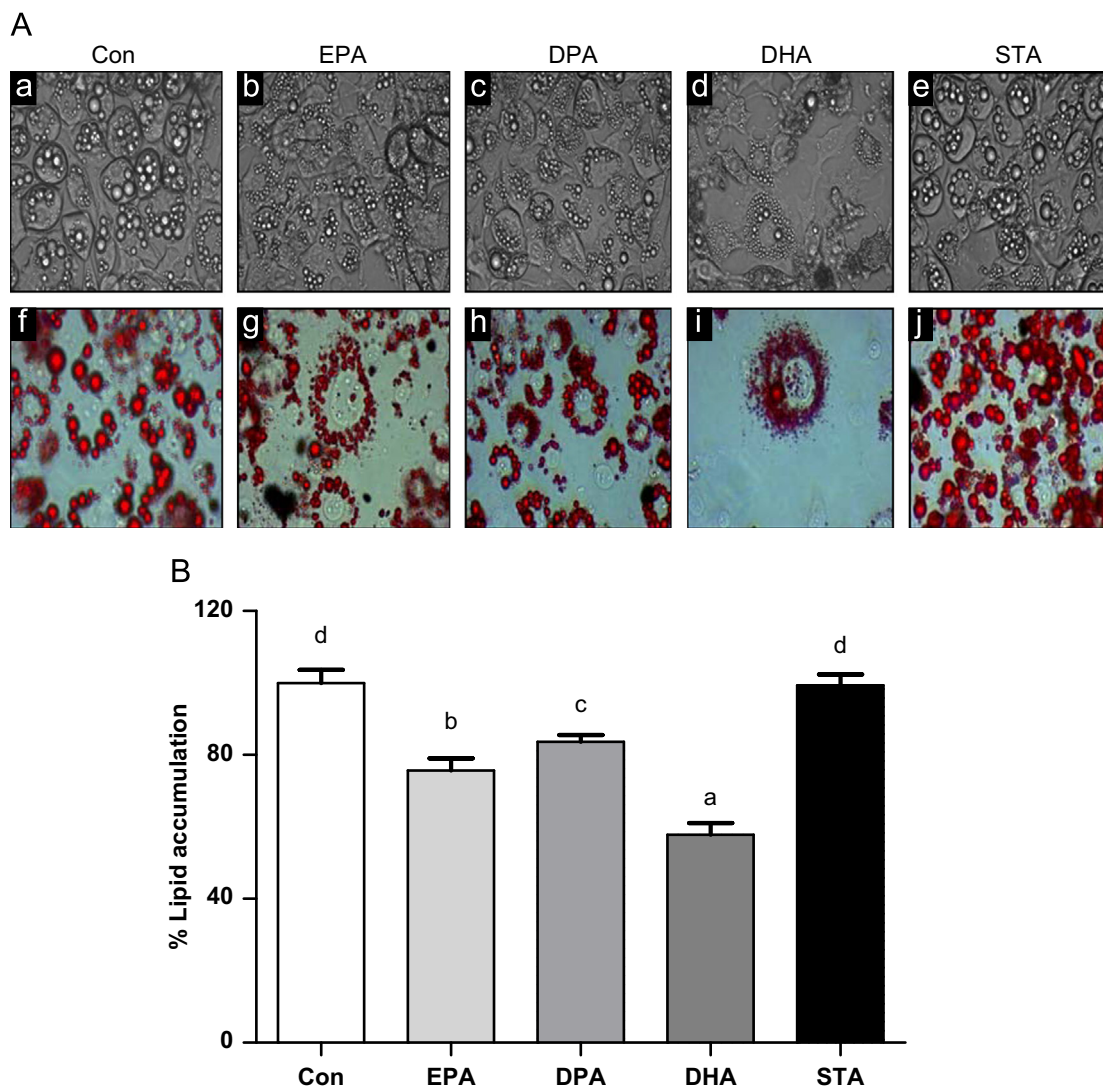 A
Con EPA DPA DHA STA
a b c d e
f g h i j
B
% Lipid accumulation
120
80
40
0
d b c a d
Con EPA DPA DHA STA